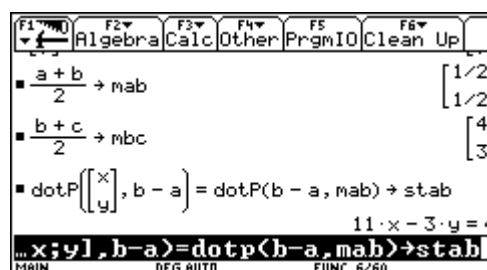 F1 F2 F3 F4 F5 F6
Algebra Calc Other PrgmIO Clean Up
a + b
2 → mab
[1/2
1/2
b + c
2 → mbc
[4
3
dotP([x y], b - a) = dotP(b - a, mab) → stab
11·x - 3·y =
…x;y],b-a)=dotp(b-a,mab)→stab
MAIN DEG AUTO FUNC 6/60